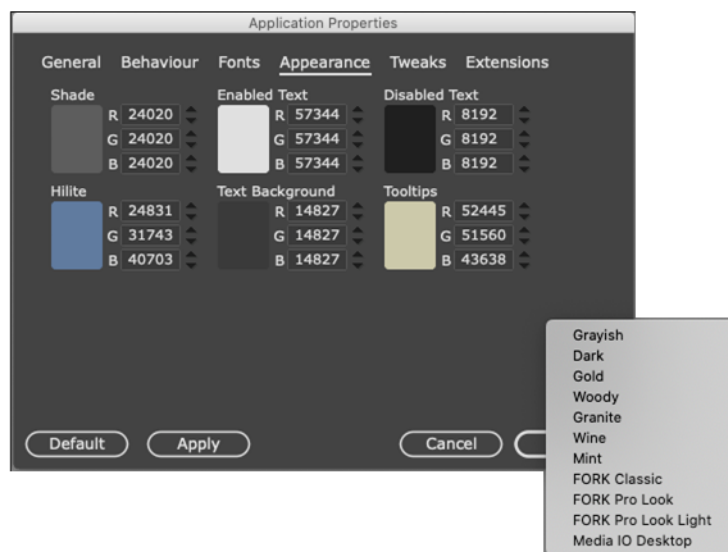 Application Properties
General Behaviour Fonts Appearance Tweaks Extensions
Shade Enabled Text Disabled Text
R 24020 R 57344 R 8192
G 24020 G 57344 G 8192
B 24020 B 57344 B 8192
Hilite Text Background Tooltips
R 24831 R 14827 R 52445
G 31743 G 14827 G 51560
B 40703 B 14827 B 43638
Default Apply Cancel
Grayish
Dark
Gold
Woody
Granite
Wine
Mint
FORK Classic
FORK Pro Look
FORK Pro Look Light
Media IO Desktop